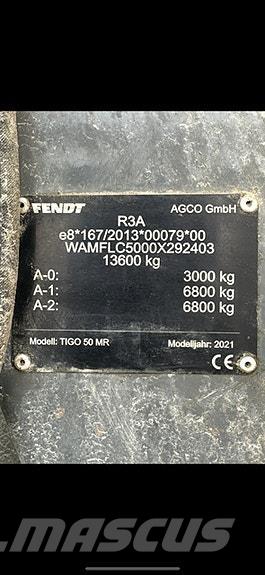 FENDT AGCO GmbH
R3A
e8*167/2013*00079*00
WAMFLC5000X292403
13600 kg
A-0: 3000 kg
A-1: 6800 kg
A-2: 6800 kg
Modell: TIGO 50 MR Modelljahr: 2021
CE
MASCUS